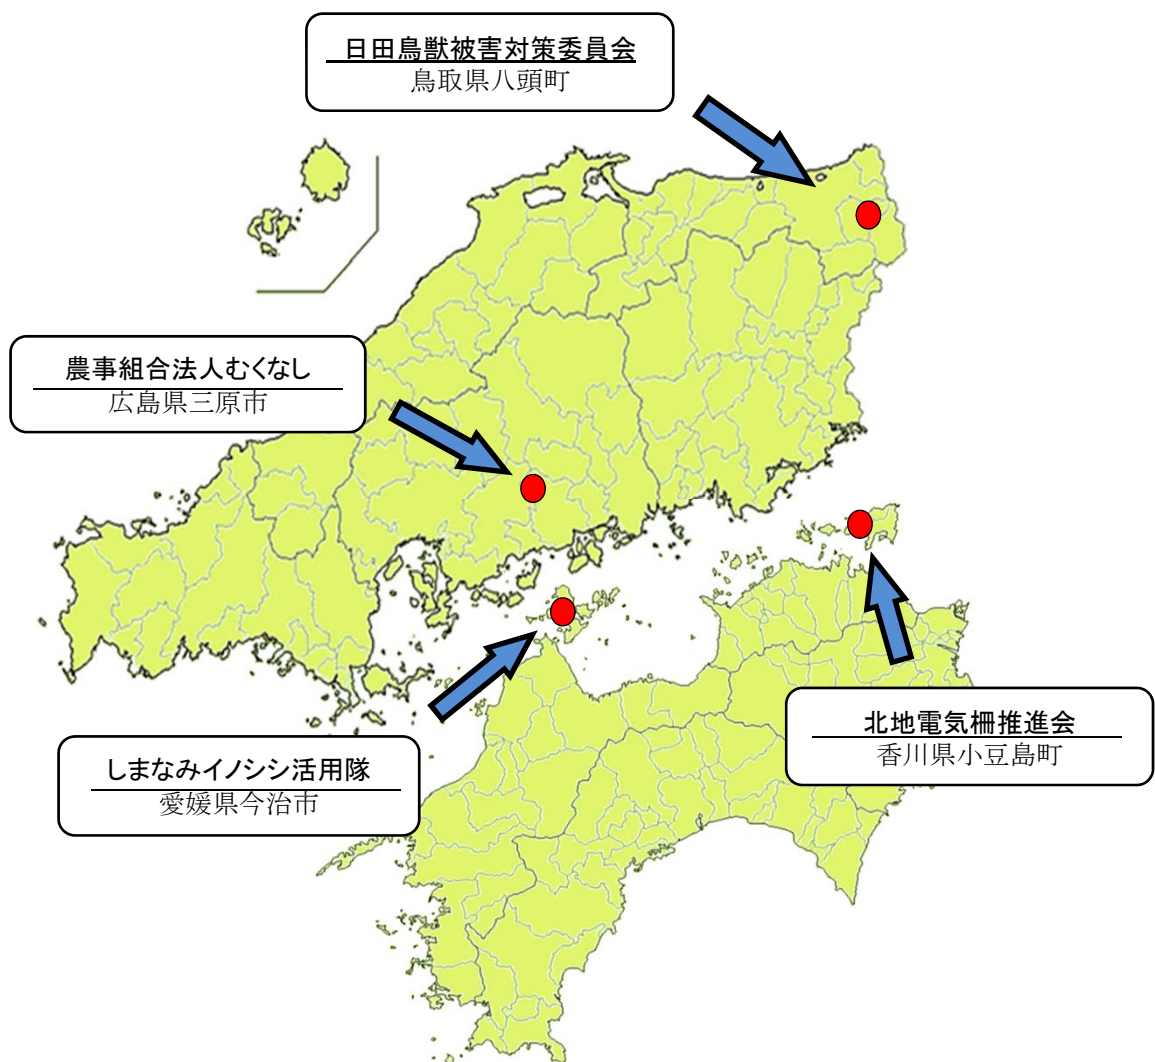 日田鳥獣被害対策委員会
鳥取県八頭町
農事組合法人むくなし
広島県三原市
しまなみイノシシ活用隊
愛媛県今治市
北地電気柵推進会
香川県小豆島町